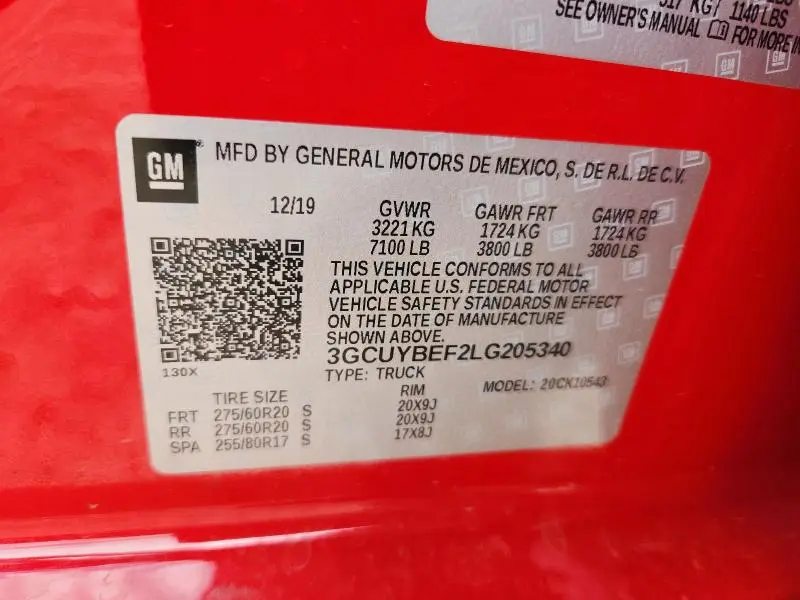 517 KG / 1140 LBS
SEE OWNER'S MANUAL FOR MORE
GM
MFD BY GENERAL MOTORS DE MEXICO, S. DE R.L. DE C.V.
12/19 GVWR GAWR FRT GAWR RR
3221 KG 1724 KG 1724 KG
7100 LB 3800 LB 3800 LB
THIS VEHICLE CONFORMS TO ALL
APPLICABLE U.S. FEDERAL MOTOR
VEHICLE SAFETY STANDARDS IN EFFECT
ON THE DATE OF MANUFACTURE
SHOWN ABOVE.
3GCUYBEF2LG205340
130X
TYPE: TRUCK
MODEL: 20CK10543
TIRE SIZE RIM
FRT 275/60R20 S 20X9J
RR 275/60R20 S 20X9J
SPA 255/80R17 S 17X8J